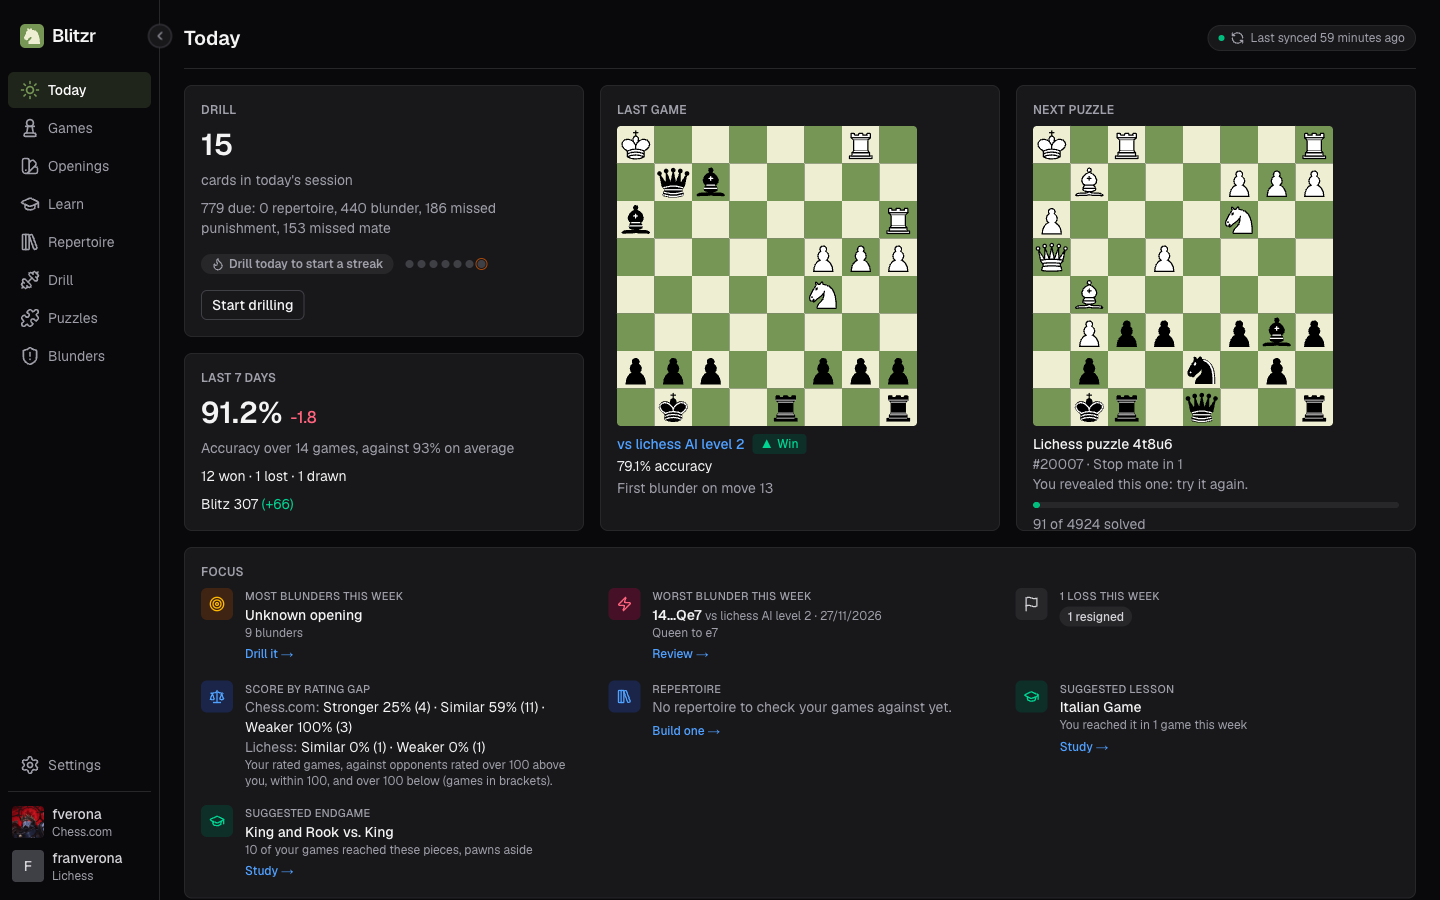 Blitzr
Today
Games
Openings
Learn
Repertoire
Drill
Puzzles
Blunders
Settings
fverona
Chess.com
F
franverona
Lichess
Today
Last synced 59 minutes ago
DRILL
15
cards in today's session
779 due: 0 repertoire, 440 blunder, 186 missed
punishment, 153 missed mate
Drill today to start a streak
Start drilling
LAST 7 DAYS
91.2% -1.8
Accuracy over 14 games, against 93% on average
12 won · 1 lost · 1 drawn
Blitz 307 (+66)
LAST GAME
vs lichess AI level 2 ▲ Win
79.1% accuracy
First blunder on move 13
NEXT PUZZLE
Lichess puzzle 4t8u6
#20007 · Stop mate in 1
You revealed this one: try it again.
91 of 4924 solved
FOCUS
MOST BLUNDERS THIS WEEK
Unknown opening
9 blunders
Drill it →
WORST BLUNDER THIS WEEK
14...Qe7 vs lichess AI level 2 · 27/11/2026
Queen to e7
Review →
1 LOSS THIS WEEK
1 resigned
SCORE BY RATING GAP
Chess.com: Stronger 25% (4) · Similar 59% (11) ·
Weaker 100% (3)
Lichess: Similar 0% (1) · Weaker 0% (1)
Your rated games, against opponents rated over 100 above
you, within 100, and over 100 below (games in brackets).
REPERTOIRE
No repertoire to check your games against yet.
Build one →
SUGGESTED LESSON
Italian Game
You reached it in 1 game this week
Study →
SUGGESTED ENDGAME
King and Rook vs. King
10 of your games reached these pieces, pawns aside
Study →